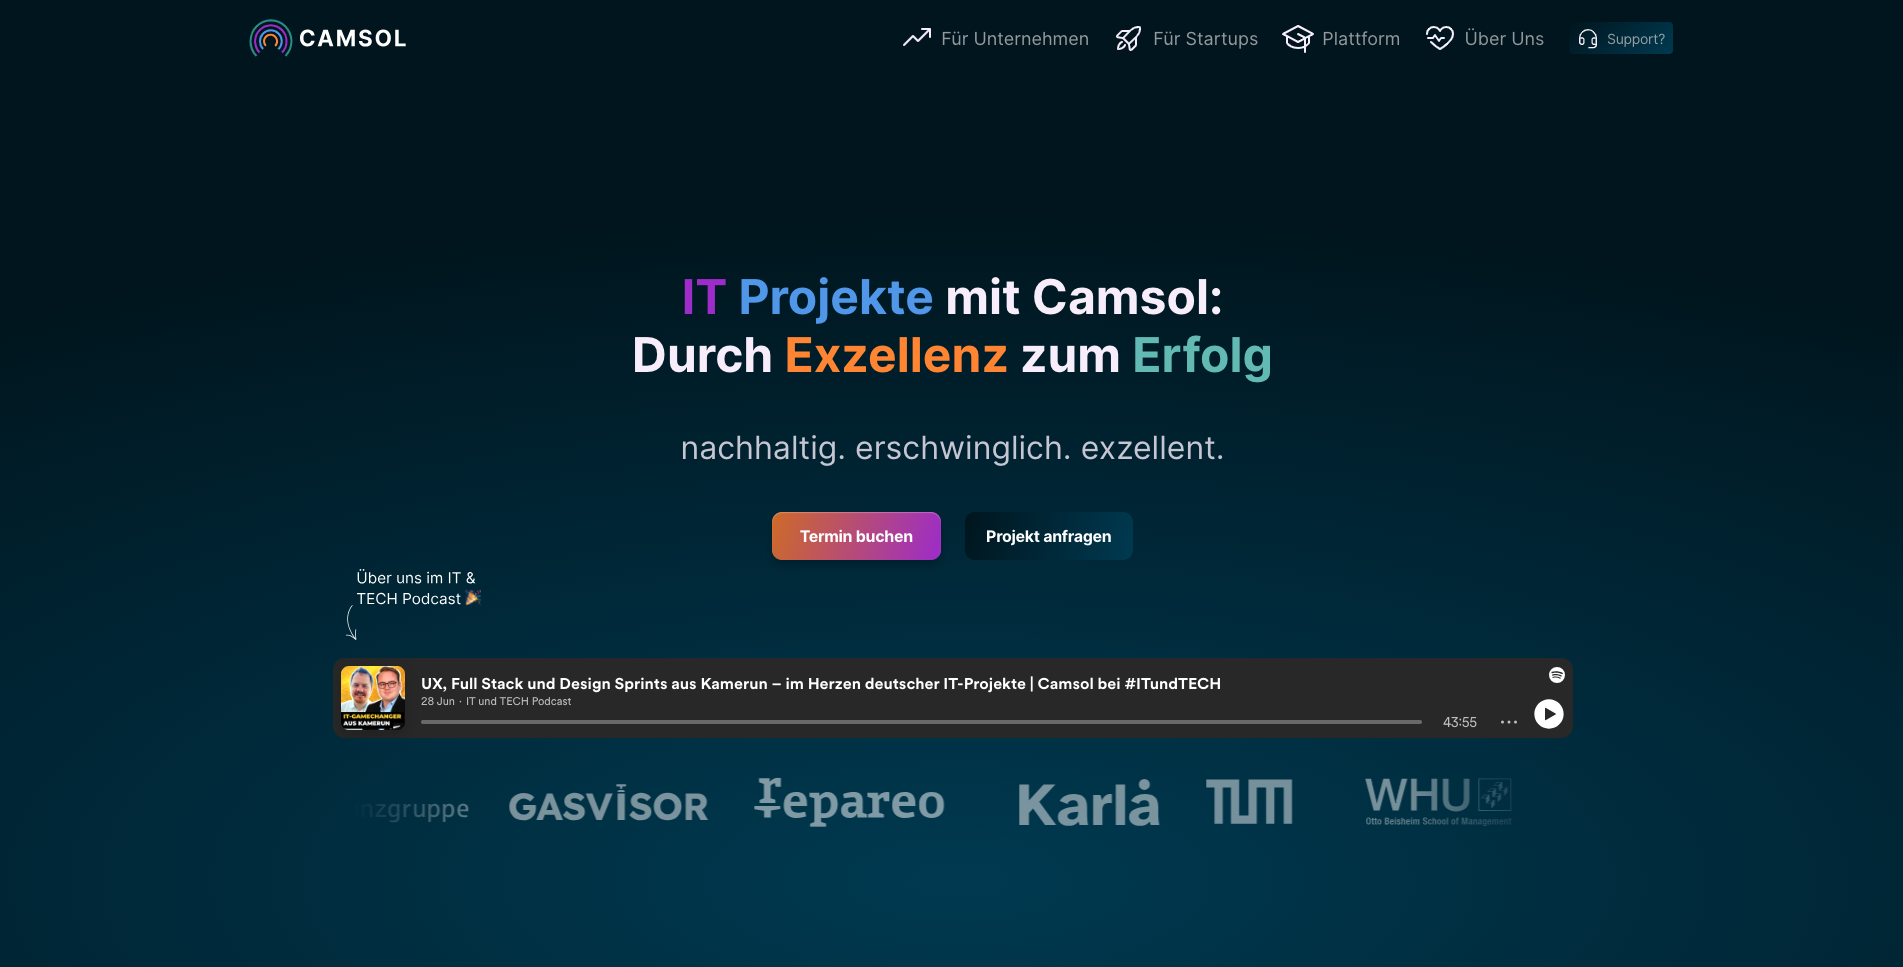 CAMSOL
Für Unternehmen
Für Startups
Plattform
Über Uns
Support?
IT Projekte mit Camsol:
Durch Exzellenz zum Erfolg
nachhaltig. erschwinglich. exzellent.
Termin buchen
Projekt anfragen
Über uns im IT &
TECH Podcast
IT-GAMECHANGER
AUS KAMERUN
UX, Full Stack und Design Sprints aus Kamerun – im Herzen deutscher IT-Projekte | Camsol bei #ITundTECH
28 Jun · IT und TECH Podcast
43:55
nzgruppe
GASVISOR
repareo
Karla
TUM
WHU
Otto Beisheim School of Management